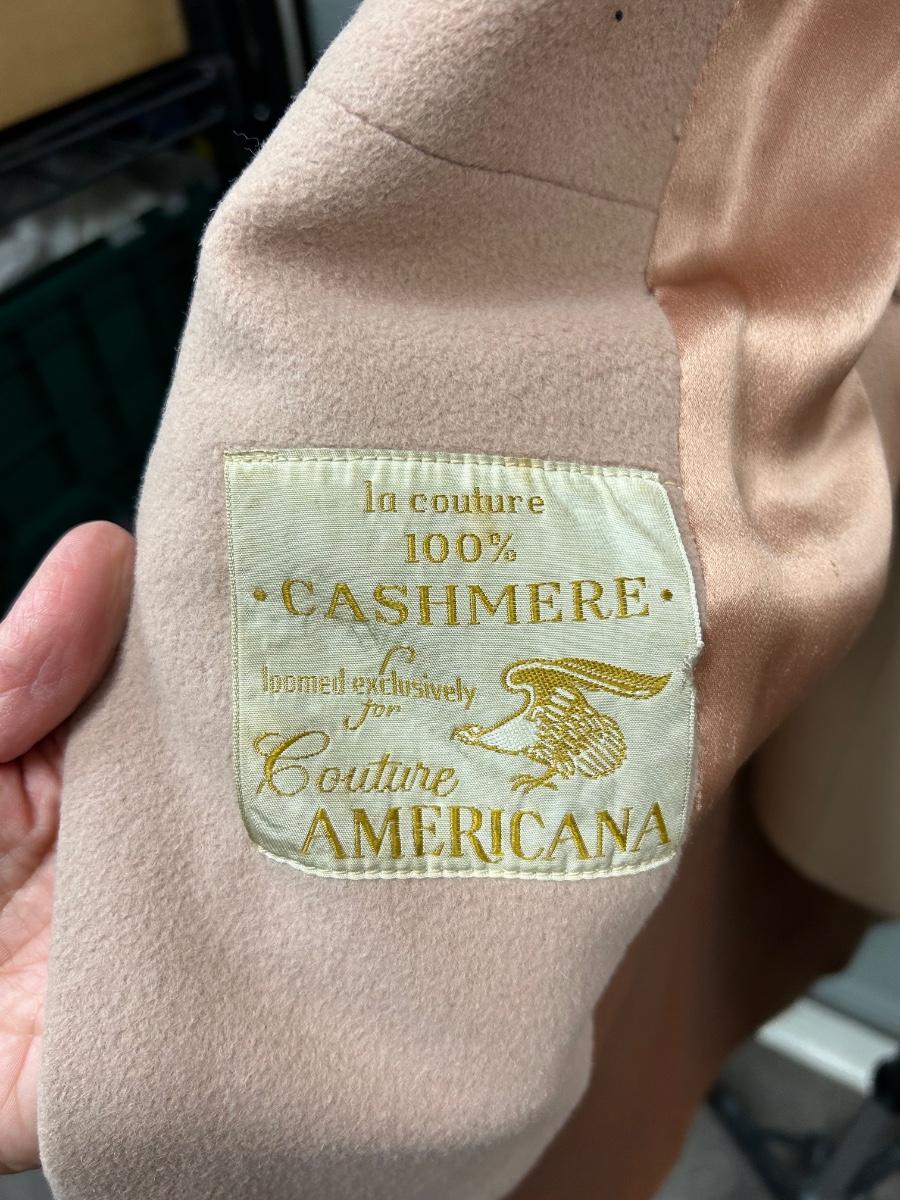 la couture
100%
• CASHMERE •
loomed exclusively
for
Couture
AMERICANA